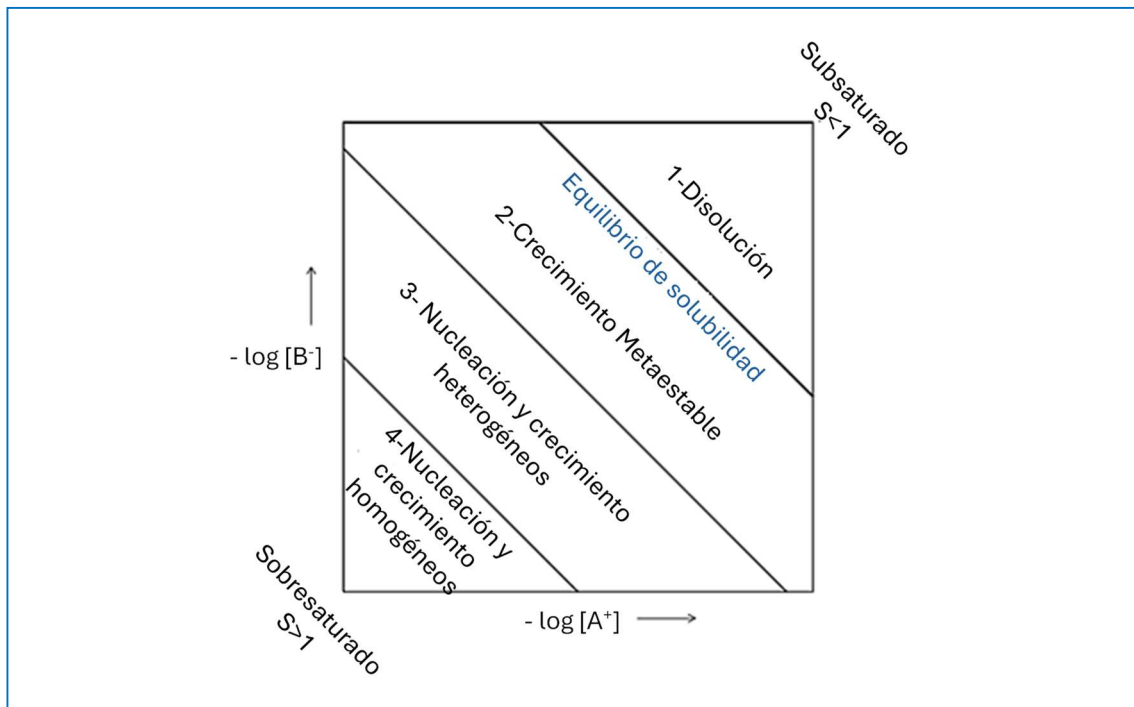 Subsaturado
S<1
1-Disolución
Equilibrio de solubilidad
2-Crecimiento Metaestable
3- Nucleación y crecimiento
heterogéneos
4-Nucleación y
crecimiento
homogéneos
- log [B⁻]
Sobresaturado
S>1
- log [A⁺]